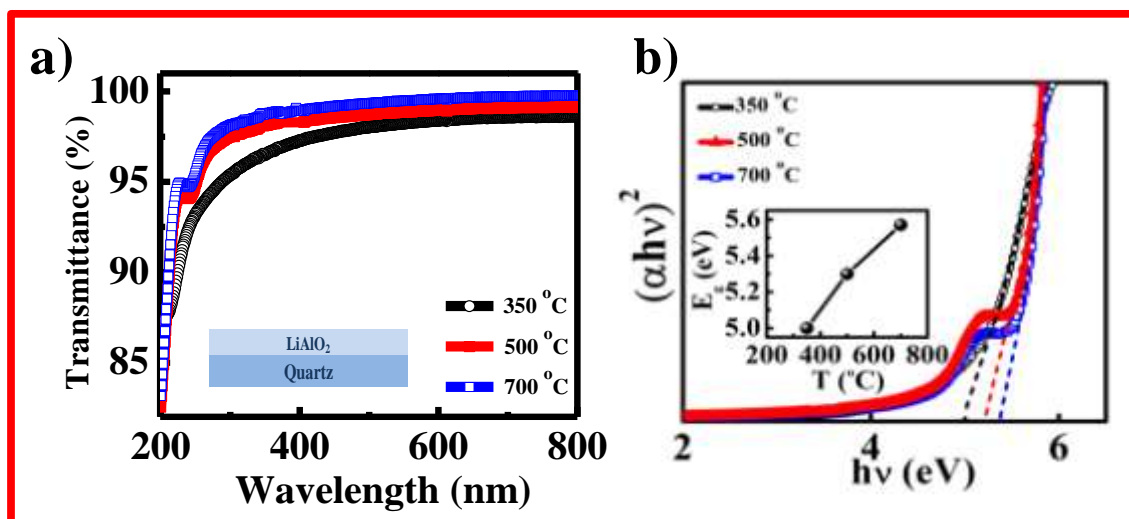 a)
Transmittance (%)
100
95
90
85
350 °C
500 °C
700 °C
LiAlO₂
Quartz
200 400 600 800
Wavelength (nm)
b)
(αhν)²
350 °C
500 °C
700 °C
E_g (eV)
5.6
5.4
5.2
5.0
200 400 600 800
T (°C)
2 4 6
hν (eV)